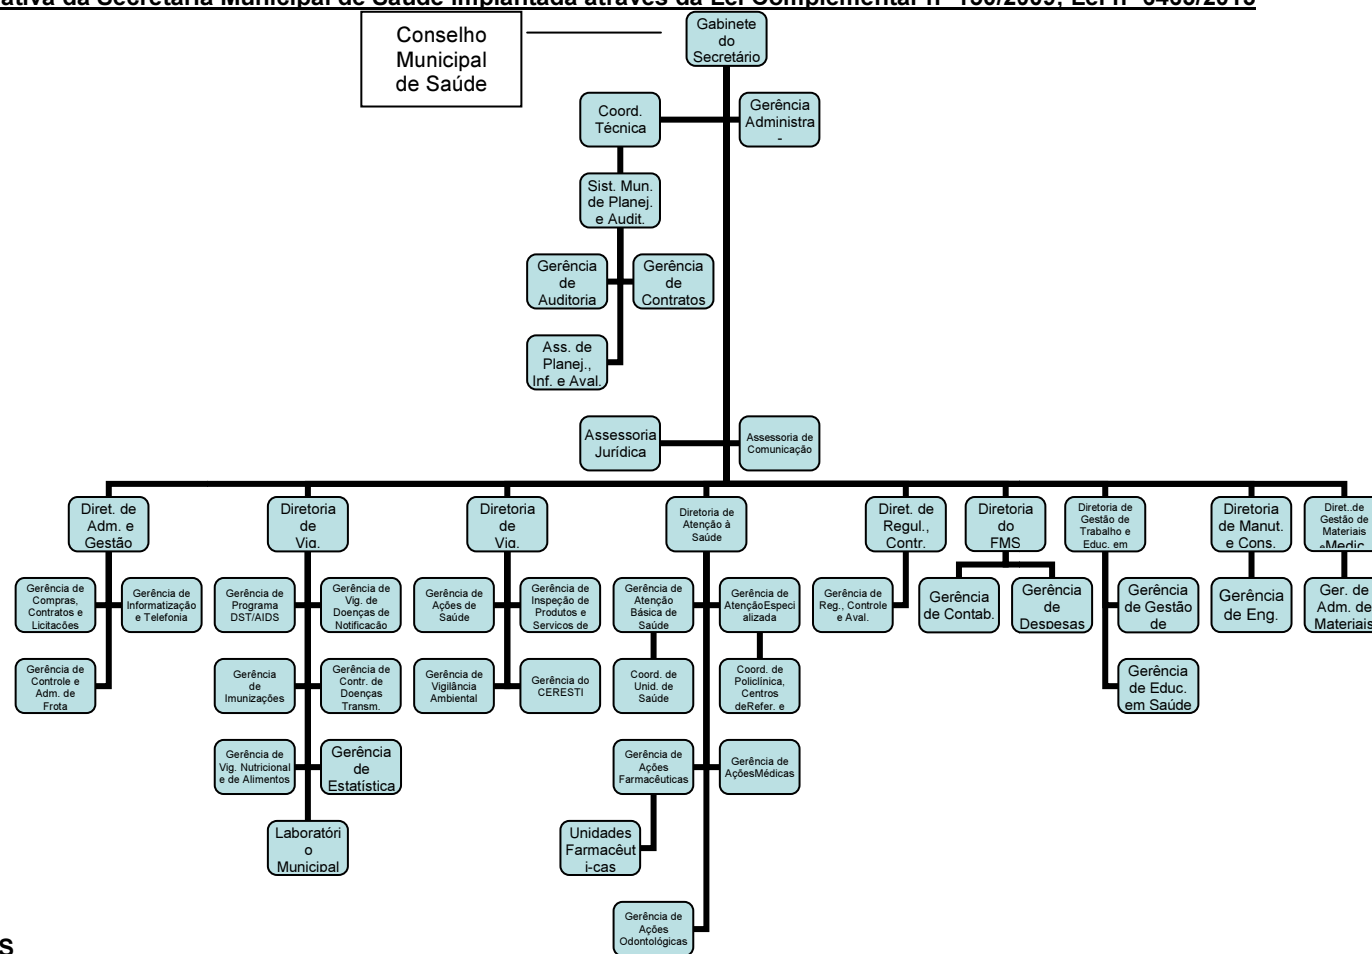 Conselho
Municipal
de Saúde
Gabinete
do
Secretário
Coord.
Técnica
Gerência
Administra
-
Sist. Mun.
de Planej.
e Audit.
Gerência
de
Auditoria
Gerência
de
Contratos
Ass. de
Planej.,
Inf. e Aval.
Assessoria
Jurídica
Assessoria de
Comunicação
Diret. de
Adm. e
Gestão
Diretoria
de
Vig.
Diretoria
de
Vig.
Diretoria de
Atenção à
Saúde
Diret. de
Regul.,
Contr.
Diretoria
do
FMS
Diretoria de
Gestão de
Trabalho e
Educ. em
Diretoria
de Manut.
e Cons.
Diret..de
Gestão de
Materiais
eMedic
Gerência de
Compras,
Contratos e
Licitações
Gerência de
Informatização
e Telefonia
Gerência de
Programa
DST/AIDS
Gerência de
Vig. de
Doenças de
Notificação
Gerência de
Ações de
Saúde
Gerência de
Inspeção de
Produtos e
Serviços de
Gerência de
Atenção
Básica de
Saúde
Gerência de
AtençãoEspeci
alizada
Gerência de
Reg., Controle
e Aval.
Gerência
de Contab.
Gerência
de
Despesas
Gerência
de Gestão
de
Gerência
de Eng.
Ger. de
Adm. de
Materiais
Gerência de
Controle e
Adm. de
Frota
Gerência
de
Imunizações
Gerência de
Contr. de
Doenças
Transm.
Gerência de
Vigilância
Ambiental
Gerência do
CERESTI
Coord. de
Unid. de
Saúde
Coord. de
Policlínica,
Centros
deRefer. e
Gerência
de Educ.
em Saúde
Gerência de
Vig. Nutricional
e de Alimentos
Gerência
de
Estatística
Gerência de
Ações
Farmacêuticas
Gerência de
AçõesMédicas
Laboratóri
o
Municipal
Unidades
Farmacêut
i-cas
Gerência de
Ações
Odontológicas
S